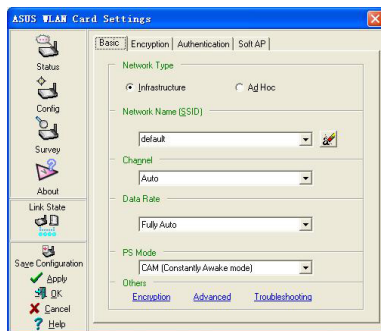 ASUS WLAN Card Settings
Status
Config
Survey
About
Link State
Save Configuration
Apply
OK
Cancel
Help
Basic Encryption Authentication Soft AP
Network Type
Infrastructure Ad Hoc
Network Name (SSID)
default
Channel
Auto
Data Rate
Fully Auto
PS Mode
CAM (Constantly Awake mode)
Others
Encryption Advanced Troubleshooting